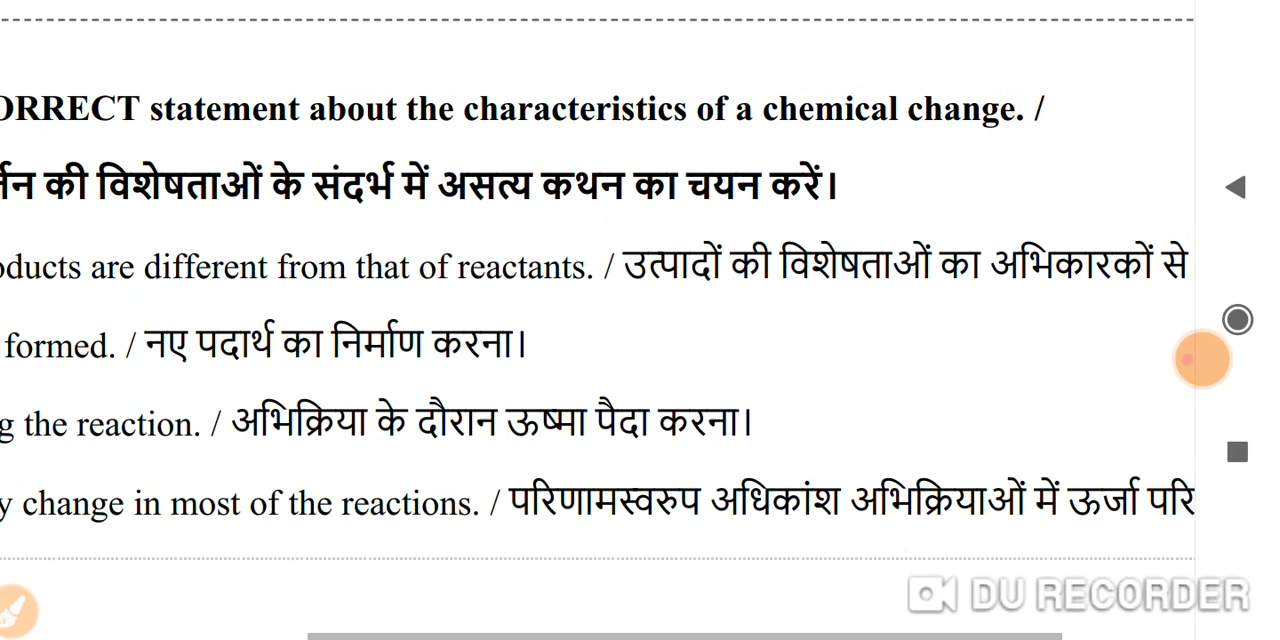 ORRECT statement about the characteristics of a chemical change. /
की विशेषताओं के संदर्भ में असत्य कथन का चयन करें।
oducts are different from that of reactants. / उत्पादों की विशेषताओं का अभिकारकों से
formed. / नए पदार्थ का निर्माण करना।
g the reaction. / अभिक्रिया के दौरान ऊष्मा पैदा करना।
y change in most of the reactions. / परिणामस्वरुप अधिकांश अभिक्रियाओं में ऊर्जा परि
DU RECORDER